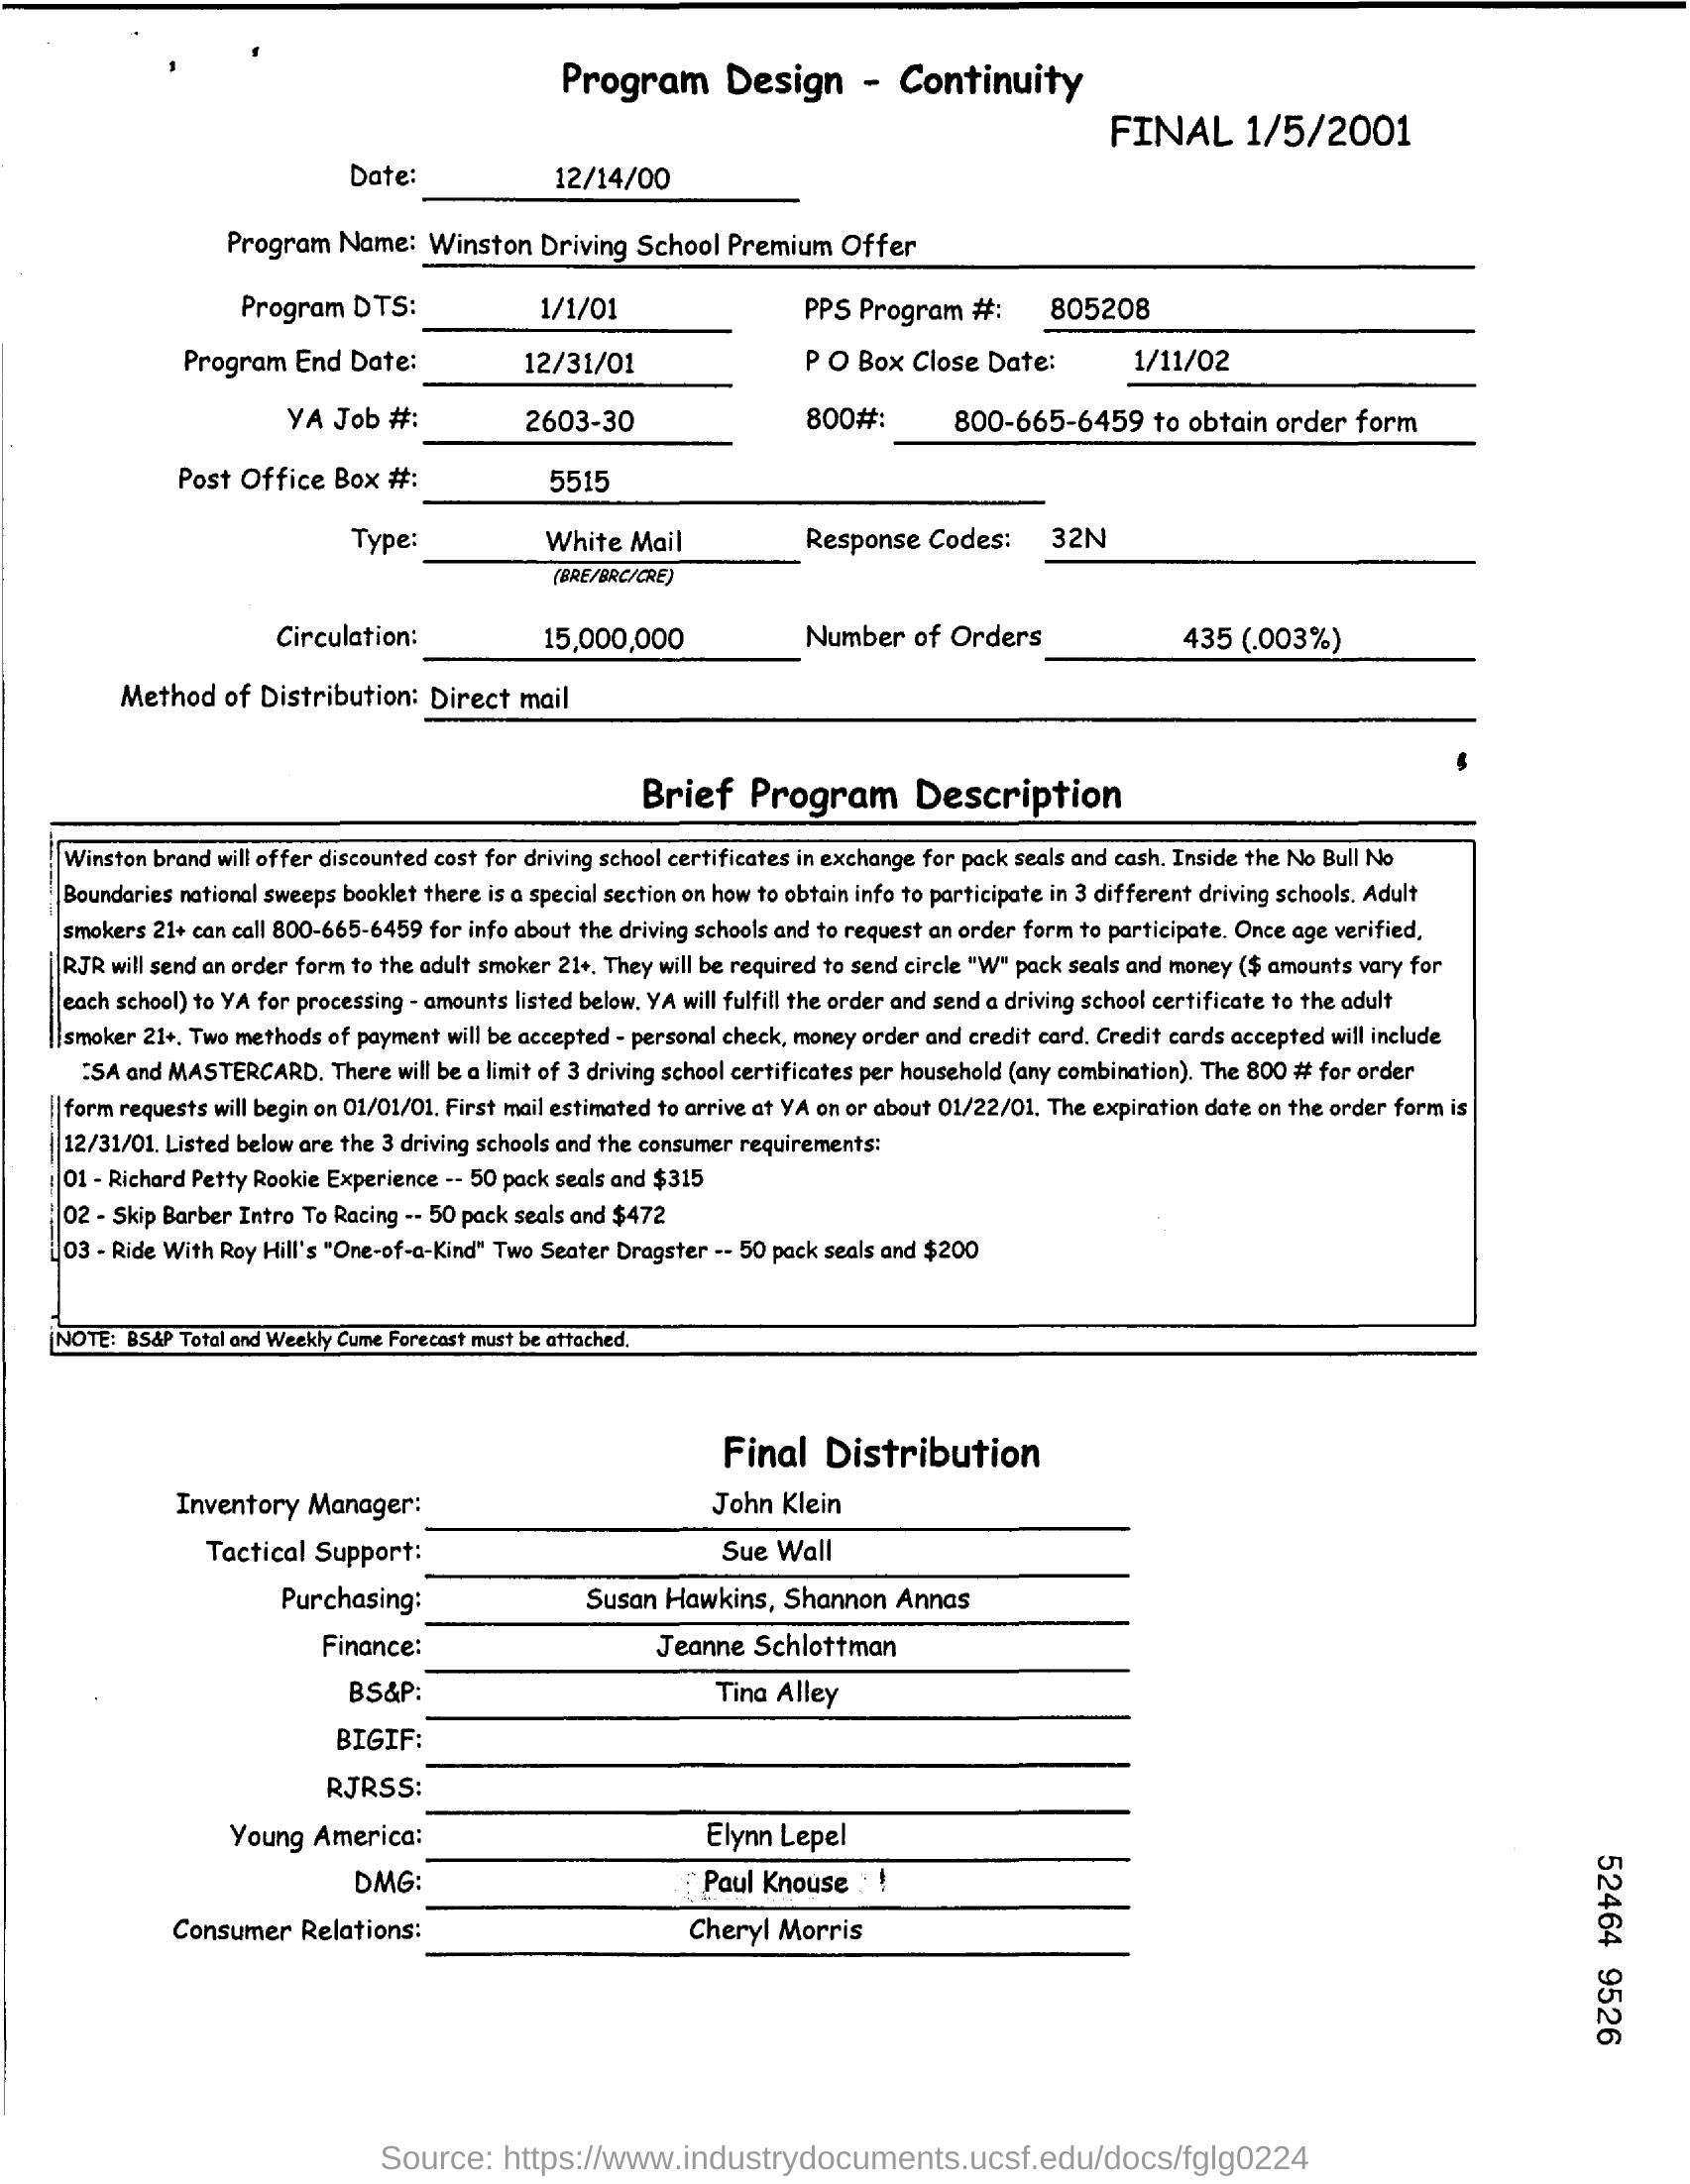 Program Design - Continuity
FINAL 1/5/2001
Date: 12/14/00
Program Name: Winston Driving School Premium Offer
Program DTS: 1/1/01 PPS Program #: 805208
Program End Date: 12/31/01 P O Box Close Date: 1/11/02
YA Job #: 2603-30 800#: 800-665-6459 to obtain order form
Post Office Box #: 5515
Type: White Mail Response Codes: 32N
(BRE/BRC/CRE)
Circulation: 15,000,000 Number of Orders 435 (.003%)
Method of Distribution: Direct mail
Brief Program Description
Winston brand will offer discounted cost for driving school certificates in exchange for pack seals and cash. Inside the No Bull No
Boundaries national sweeps booklet there is a special section on how to obtain info to participate in 3 different driving schools. Adult
smokers 21+ can call 800-665-6459 for info about the driving schools and to request an order form to participate. Once age verified,
RJR will send an order form to the adult smoker 21+. They will be required to send circle "W" pack seals and money ($ amounts vary for
each school) to YA for processing - amounts listed below. YA will fulfill the order and send a driving school certificate to the adult
smoker 21+. Two methods of payment will be accepted - personal check, money order and credit card. Credit cards accepted will include
SA and MASTERCARD. There will be a limit of 3 driving school certificates per household (any combination). The 800 # for order
form requests will begin on 01/01/01. First mail estimated to arrive at YA on or about 01/22/01. The expiration date on the order form is
12/31/01. Listed below are the 3 driving schools and the consumer requirements:
01 - Richard Petty Rookie Experience -- 50 pack seals and $315
02 - Skip Barber Intro To Racing -- 50 pack seals and $472
03 - Ride With Roy Hill's "One-of-a-Kind" Two Seater Dragster -- 50 pack seals and $200
NOTE: BS&P Total and Weekly Cume Forecast must be attached.
Final Distribution
Inventory Manager: John Klein
Tactical Support: Sue Wall
Purchasing: Susan Hawkins, Shannon Annas
Finance: Jeanne Schlottman
BS&P: Tina Alley
BIGIF:
RJRSS:
Young America: Elynn Lepel
DMG: Paul Knouse
Consumer Relations: Cheryl Morris
52464 9526
Source: https://www.industrydocuments.ucsf.edu/docs/fglg0224